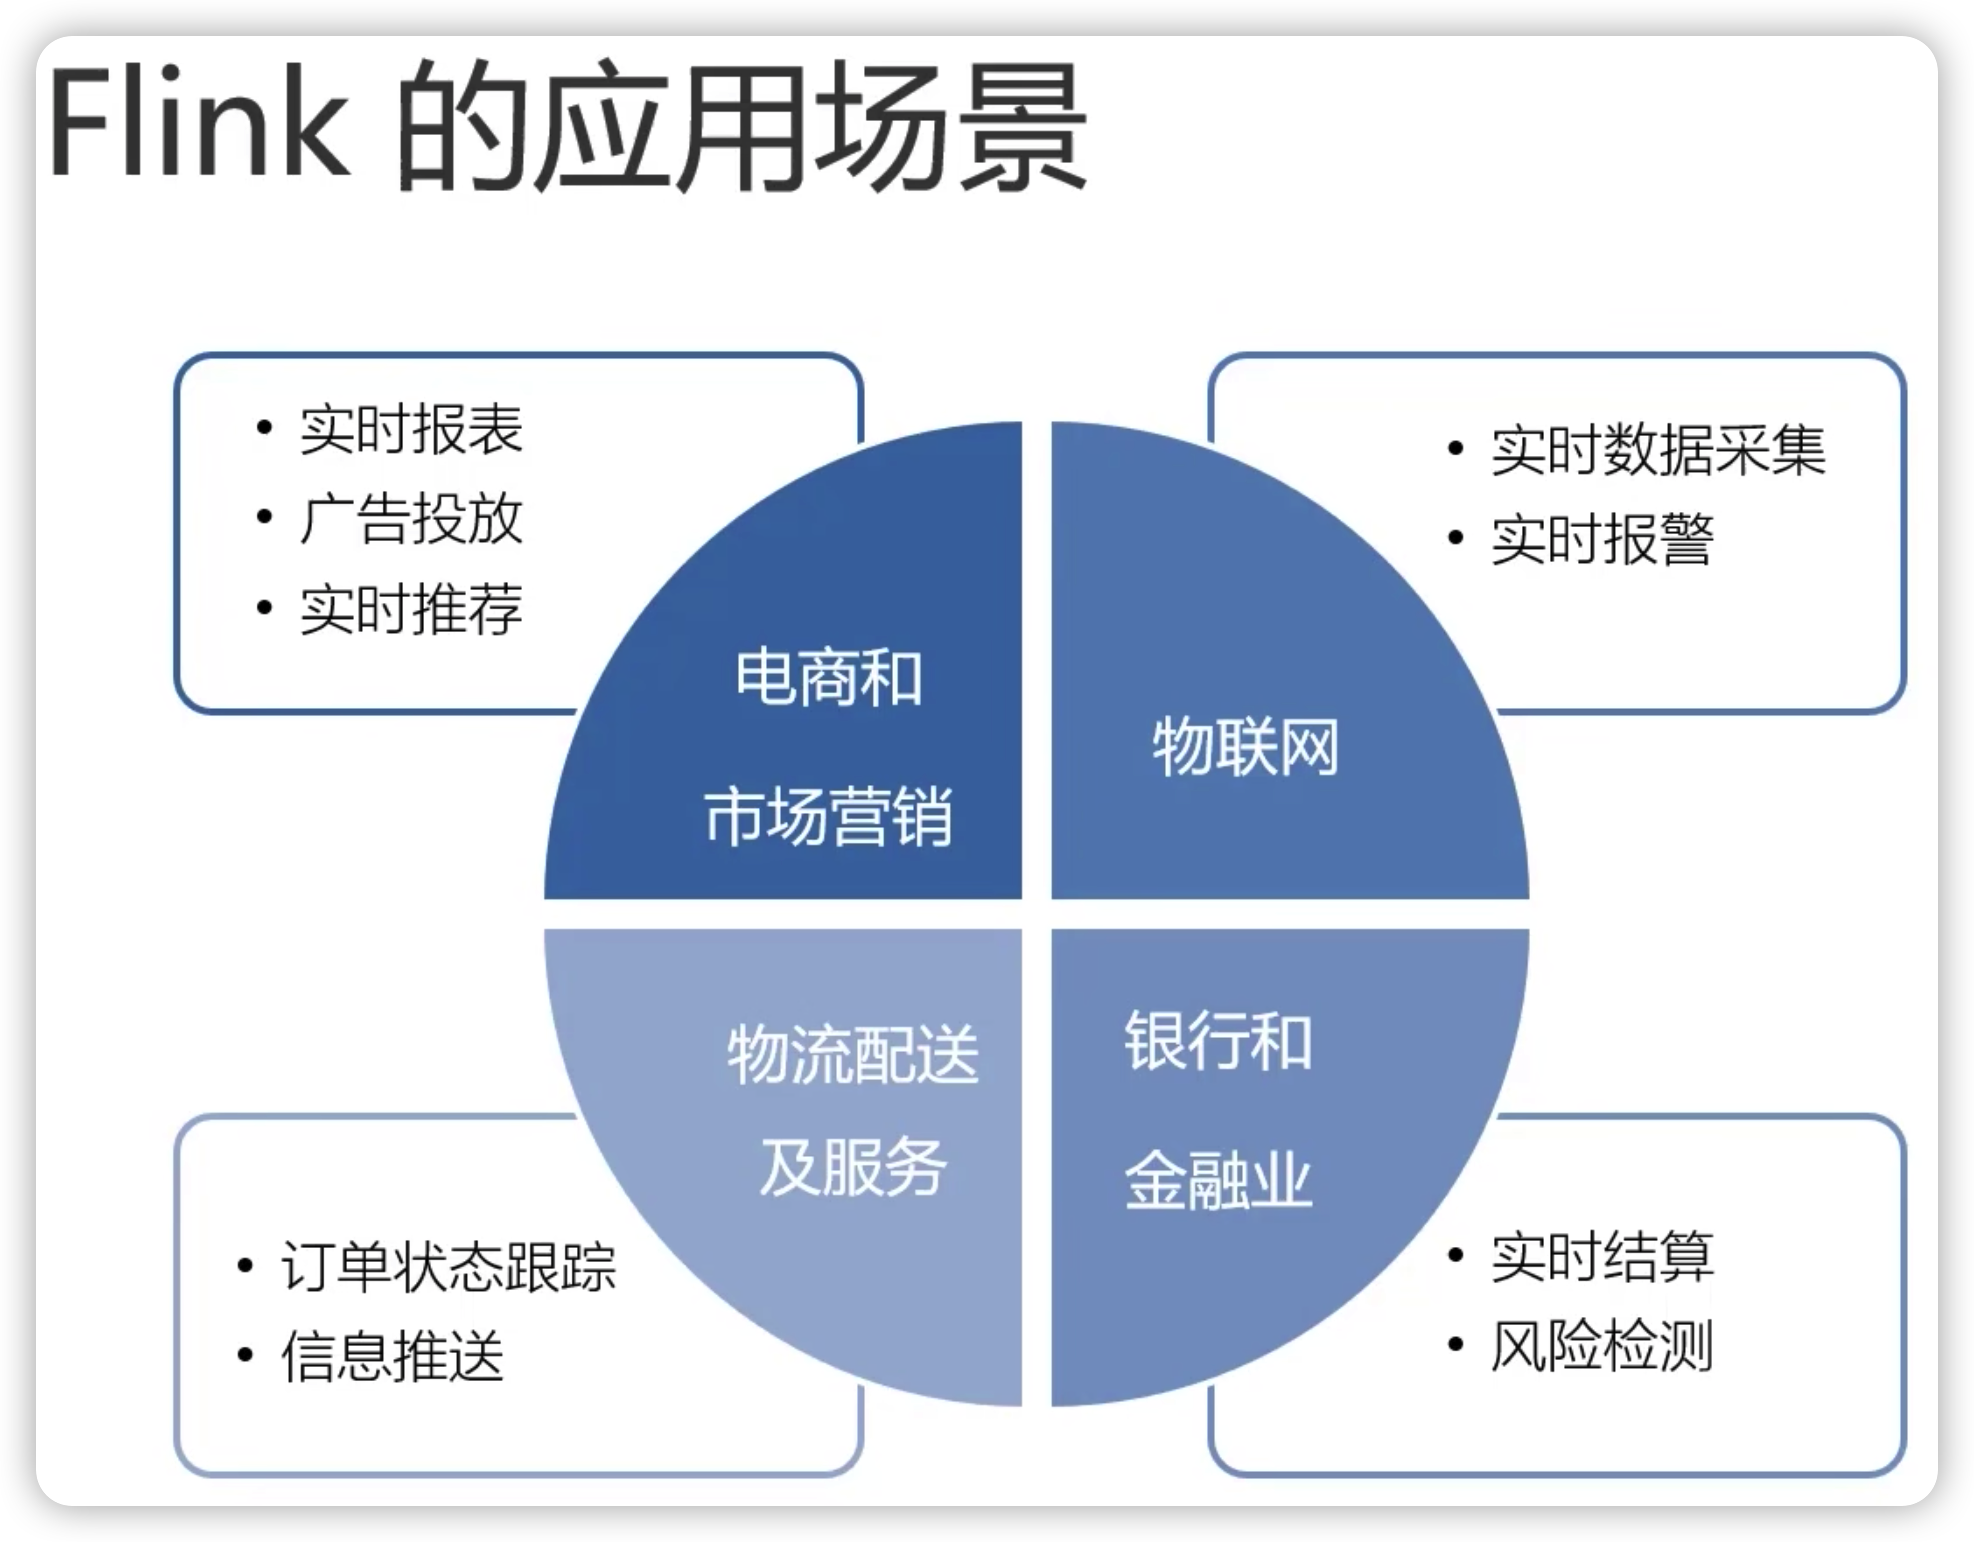 Flink 的应用场景
• 实时报表
• 广告投放
• 实时推荐
• 实时数据采集
• 实时报警
电商和
市场营销
物联网
物流配送
及服务
银行和
金融业
• 订单状态跟踪
• 信息推送
• 实时结算
• 风险检测